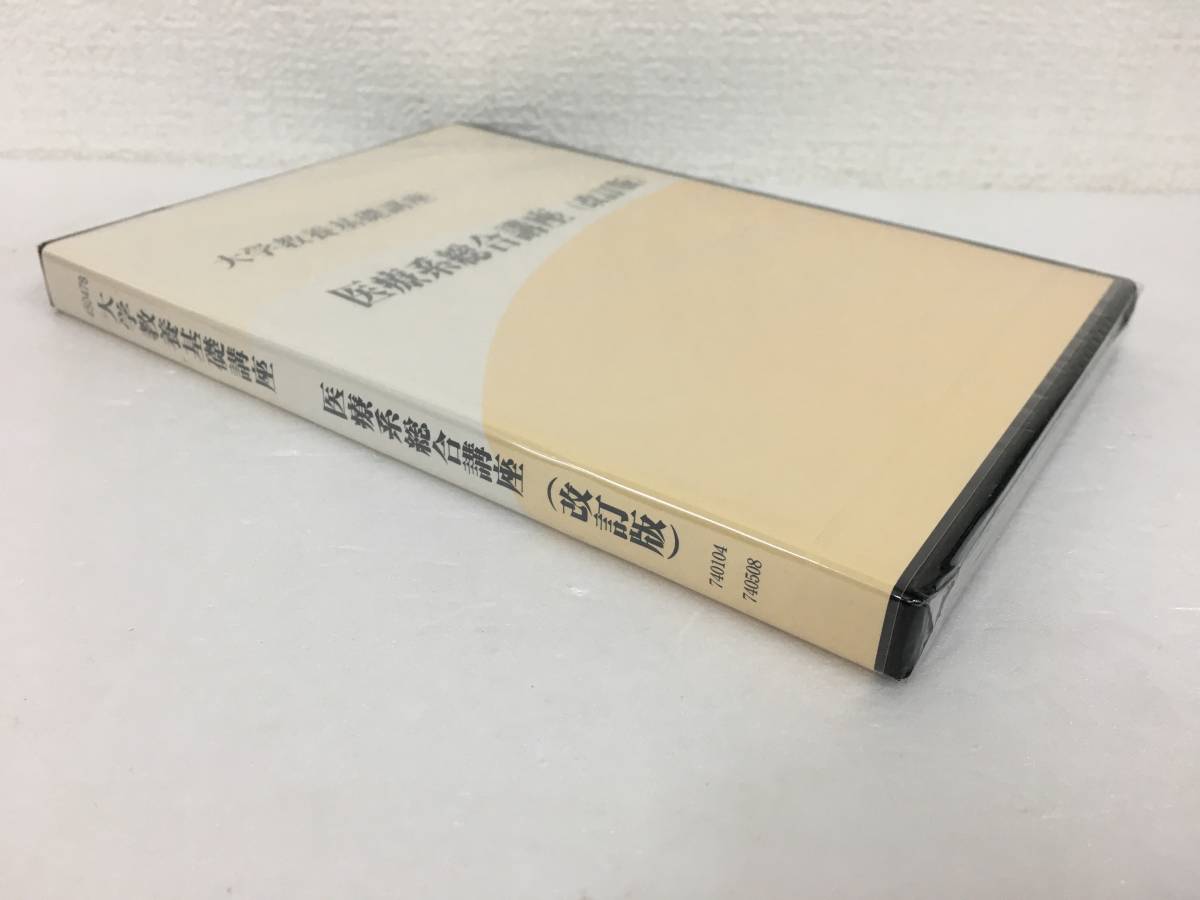 大学教養基礎講座
医療系総合講座（改訂版）
大学教養基礎講座
医療系総合講座
（改訂版）
740104
740508